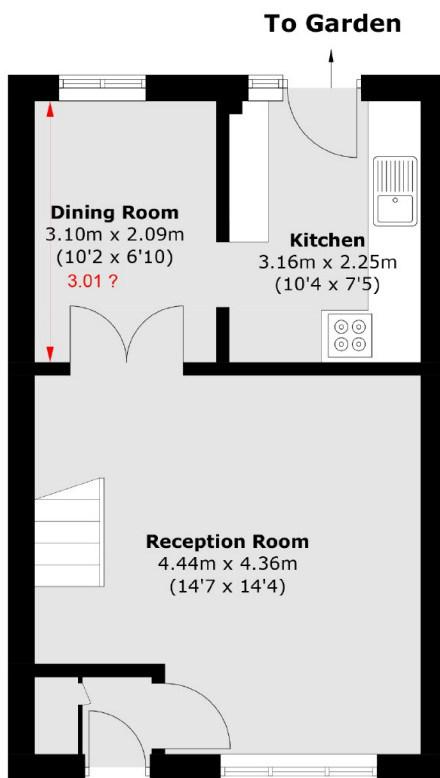 To Garden
Dining Room
3.10m x 2.09m
(10'2 x 6'10)
3.01 ?
Kitchen
3.16m x 2.25m
(10'4 x 7'5)
Reception Room
4.44m x 4.36m
(14'7 x 14'4)